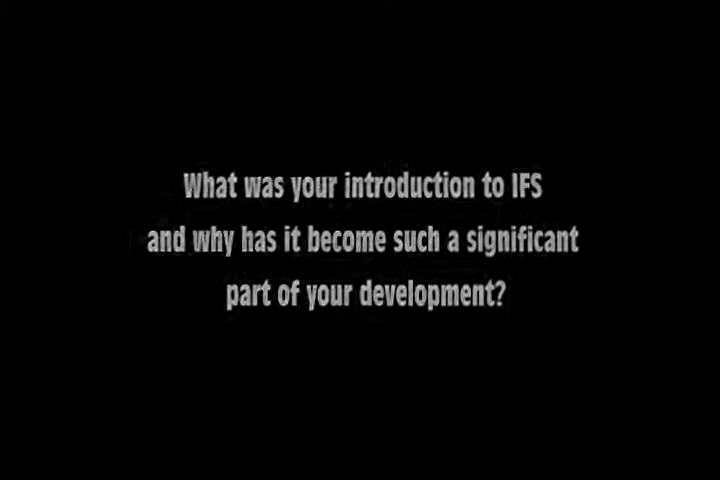 What was your introduction to IFS
and why has it become such a significant
part of your development?